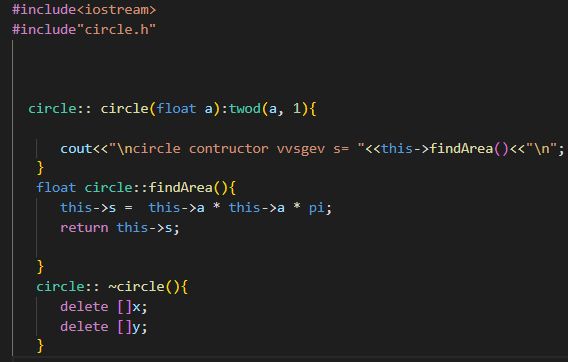 #include<iostream>
#include"circle.h"
circle:: circle(float a):twod(a, 1){
cout<<"\ncircle contructor vvsgev s= "<<this->findArea()<<"\n";
}
float circle::findArea(){
this->s =  this->a * this->a * pi;
return this->s;
}
circle:: ~circle(){
delete []x;
delete []y;
}